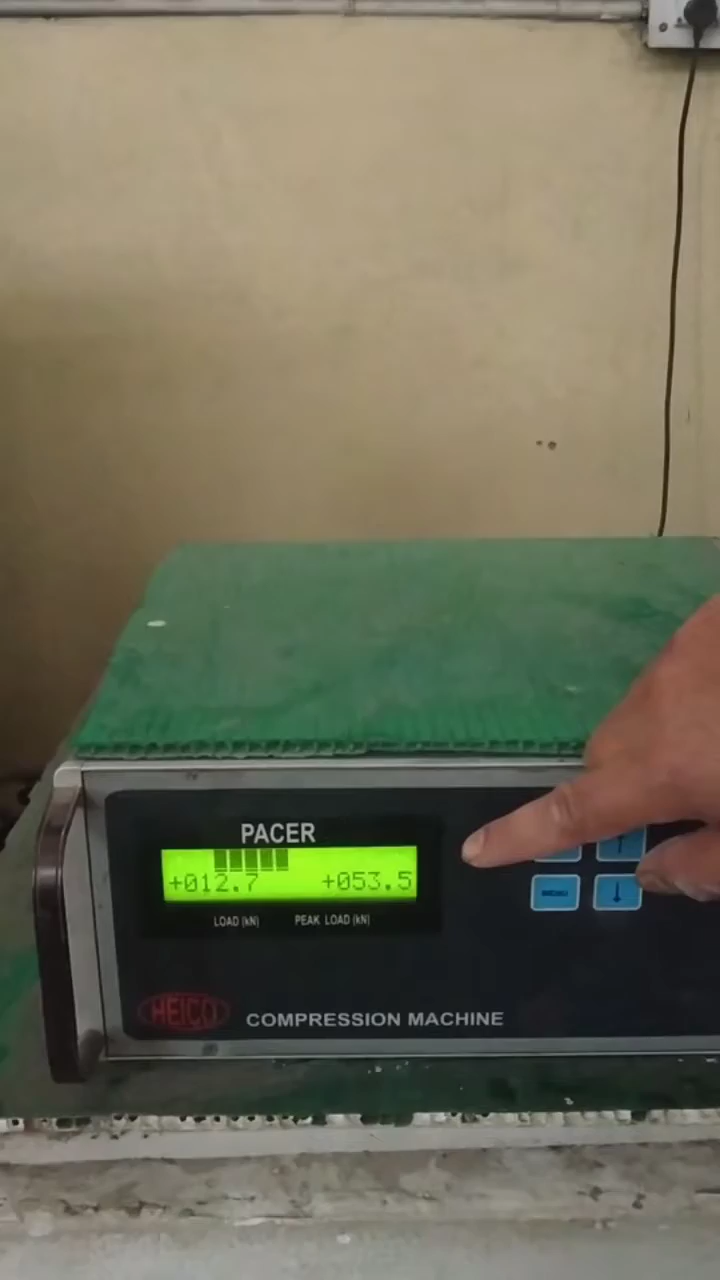 PACER
+012.7 +053.5
LOAD (kN) PEAK LOAD (kN)
HEICO
COMPRESSION MACHINE
MENU